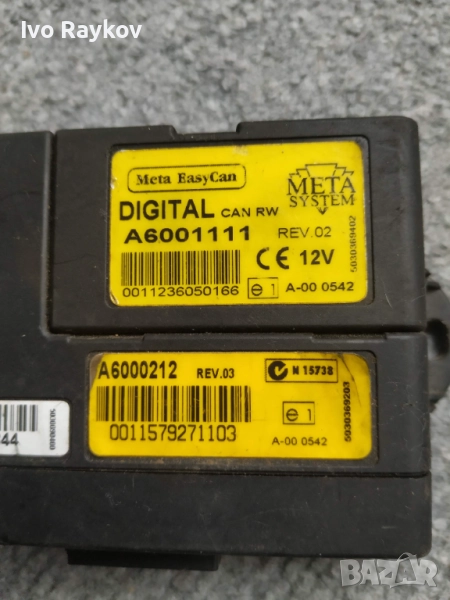 Ivo Raykov
Meta EasyCan
META
SYSTEM
DIGITAL CAN RW
A6001111 REV.02
CE 12V
0011236050166 e 1 A-00 0542
5030369402
A6000212 REV.03
N 15738
0011579271103
e 1
A-00 0542
5030369203
44
bazar